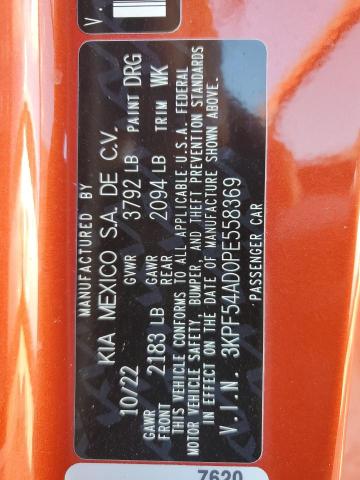 V.
MANUFACTURED BY
KIA MEXICO S.A. DE C.V.
10/22 GVWR 3792 LB PAINT DRG
GAWR 2183 LB GAWR REAR 2094 LB TRIM WK
THIS VEHICLE CONFORMS TO ALL APPLICABLE U.S.A. FEDERAL
MOTOR VEHICLE SAFETY, BUMPER, AND THEFT PREVENTION STANDARDS
IN EFFECT ON THE DATE OF MANUFACTURE SHOWN ABOVE.
V.I.N. 3KPF54AD0PE558369
PASSENGER CAR
7620